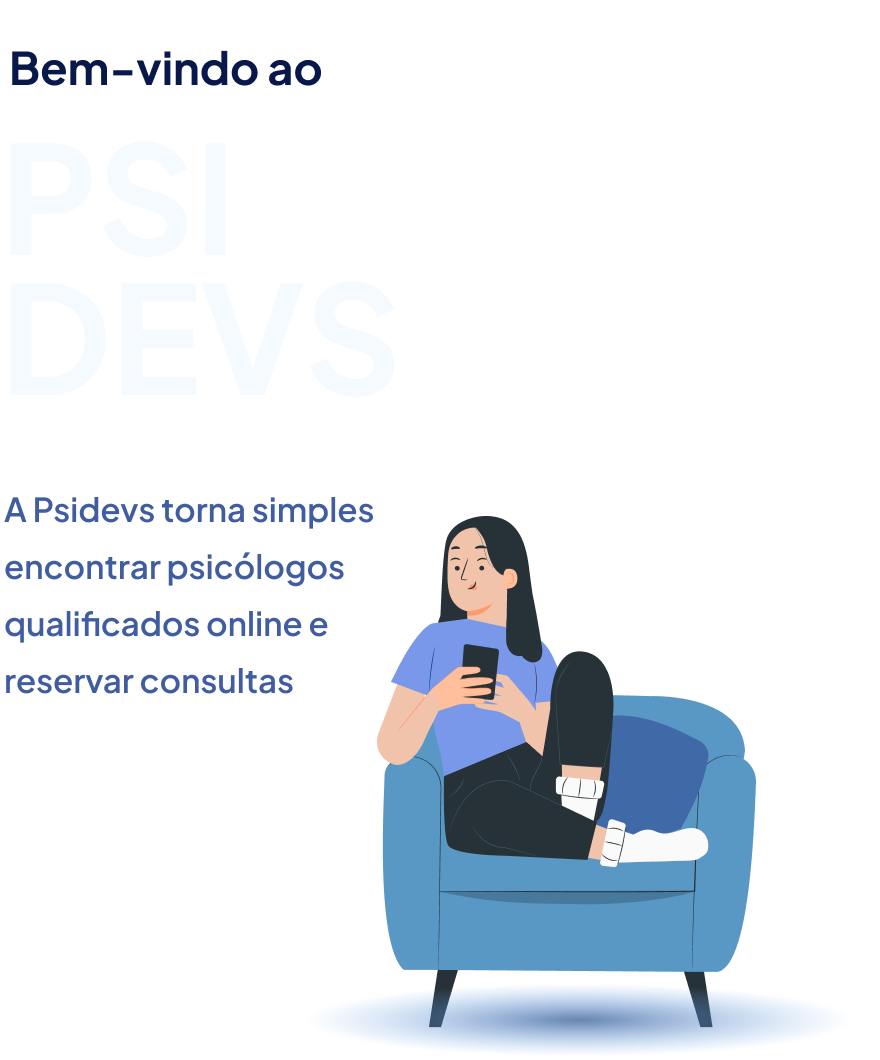 Bem-vindo ao
PSI
DEVS
A Psidevs torna simples
encontrar psicólogos
qualificados online e
reservar consultas